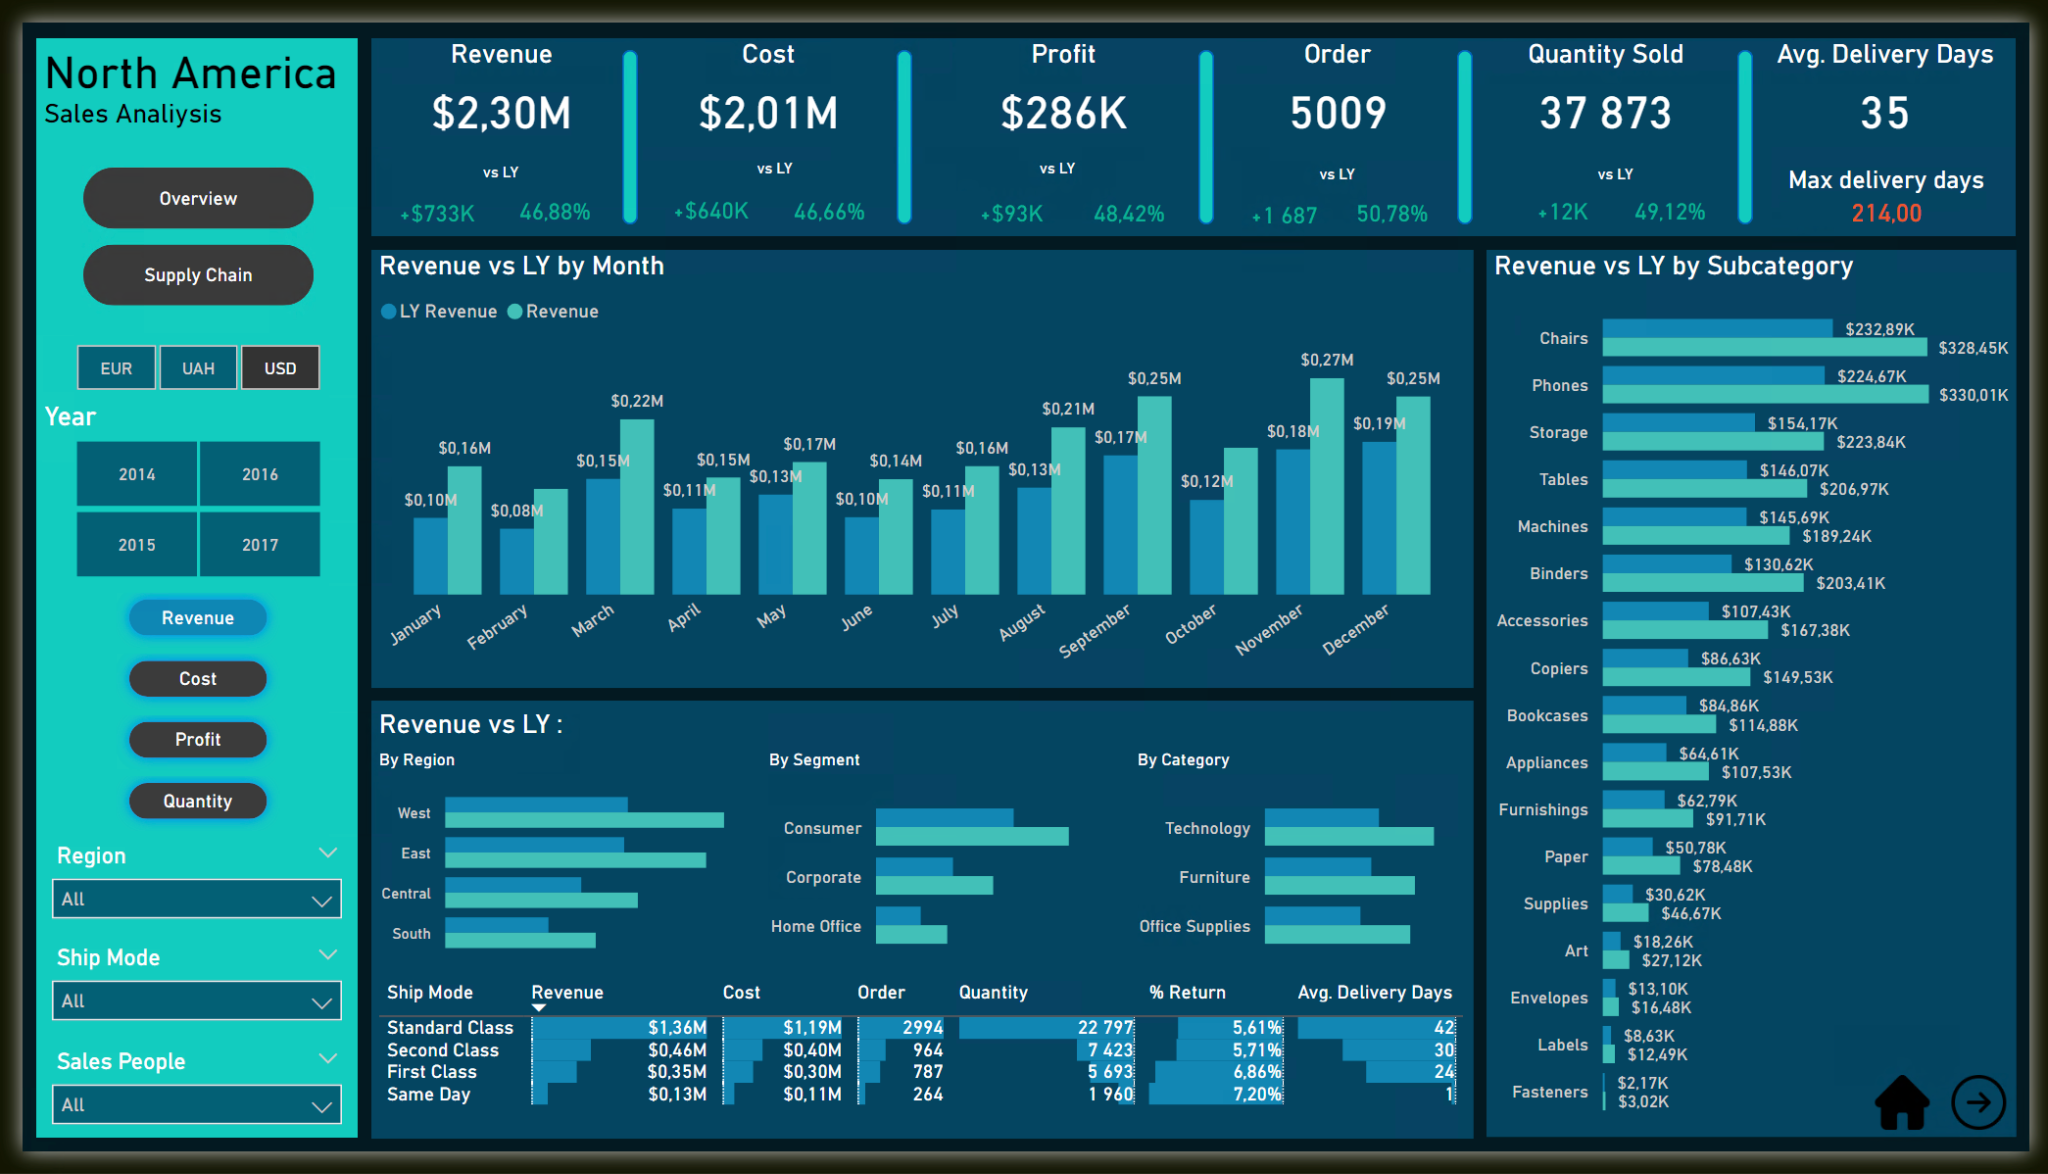 North America
Sales Analiysis
Overview
Supply Chain
EUR UAH USD
Year
2014 2016
2015 2017
Revenue
Cost
Profit
Quantity
Region
All
Ship Mode
All
Sales People
All
Revenue
$2,30M
vs LY
+$733K 46,88%
Cost
$2,01M
vs LY
+$640K 46,66%
Profit
$286K
vs LY
+$93K 48,42%
Order
5009
vs LY
+1 687 50,78%
Quantity Sold
37 873
vs LY
+12K 49,12%
Avg. Delivery Days
35
Max delivery days
214,00
Revenue vs LY by Month
LY Revenue Revenue
$0,10M $0,16M
$0,08M
$0,15M $0,22M
$0,11M $0,15M
$0,13M $0,17M
$0,10M $0,14M
$0,11M $0,16M
$0,13M $0,21M
$0,17M $0,25M
$0,12M
$0,18M $0,27M
$0,19M $0,25M
January February March April May June July August September October November December
Revenue vs LY :
By Region
West
East
Central
South
By Segment
Consumer
Corporate
Home Office
By Category
Technology
Furniture
Office Supplies
Ship Mode Revenue Cost Order Quantity % Return Avg. Delivery Days
Standard Class $1,36M $1,19M 2994 22 797 5,61% 42
Second Class $0,46M $0,40M 964 7 423 5,71% 30
First Class $0,35M $0,30M 787 5 693 6,86% 24
Same Day $0,13M $0,11M 264 1 960 7,20% 1
Revenue vs LY by Subcategory
Chairs $232,89K $328,45K
Phones $224,67K $330,01K
Storage $154,17K $223,84K
Tables $146,07K $206,97K
Machines $145,69K $189,24K
Binders $130,62K $203,41K
Accessories $107,43K $167,38K
Copiers $86,63K $149,53K
Bookcases $84,86K $114,88K
Appliances $64,61K $107,53K
Furnishings $62,79K $91,71K
Paper $50,78K $78,48K
Supplies $30,62K $46,67K
Art $18,26K $27,12K
Envelopes $13,10K $16,48K
Labels $8,63K $12,49K
Fasteners $2,17K $3,02K